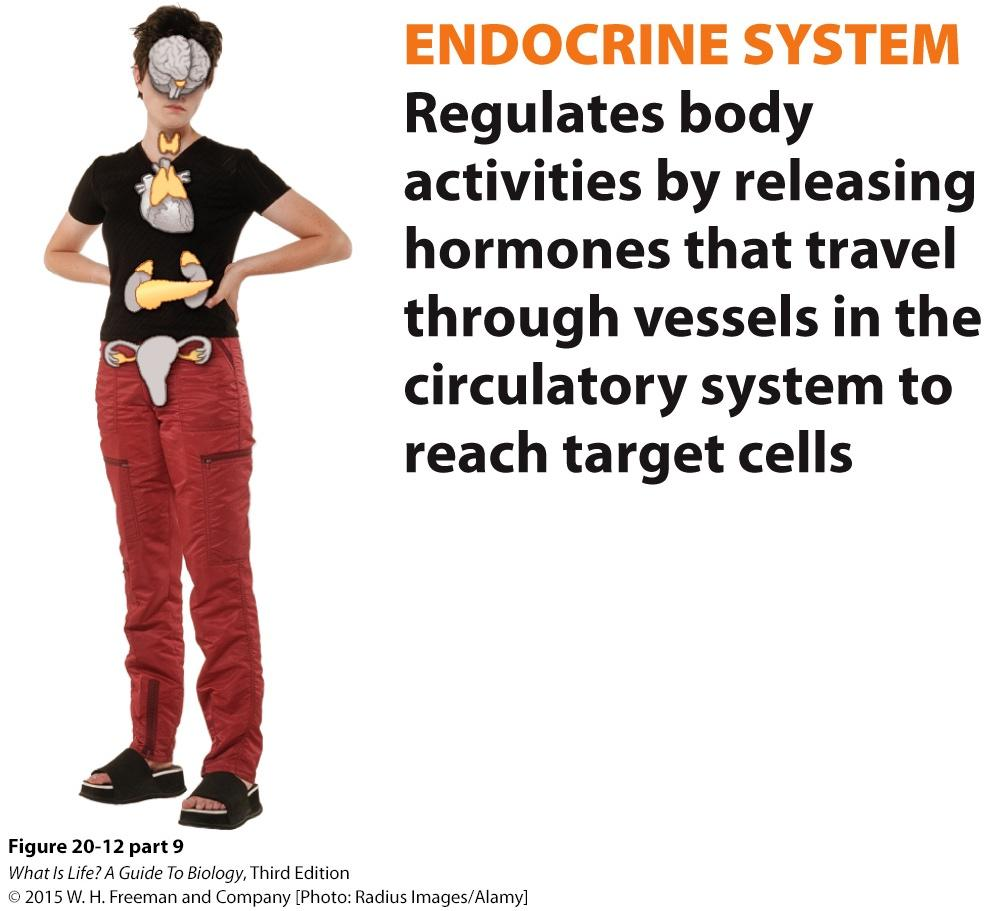 ENDOCRINE SYSTEM
Regulates body
activities by releasing
hormones that travel
through vessels in the
circulatory system to
reach target cells
Figure 20-12 part 9
What Is Life? A Guide To Biology, Third Edition
© 2015 W. H. Freeman and Company [Photo: Radius Images/Alamy]